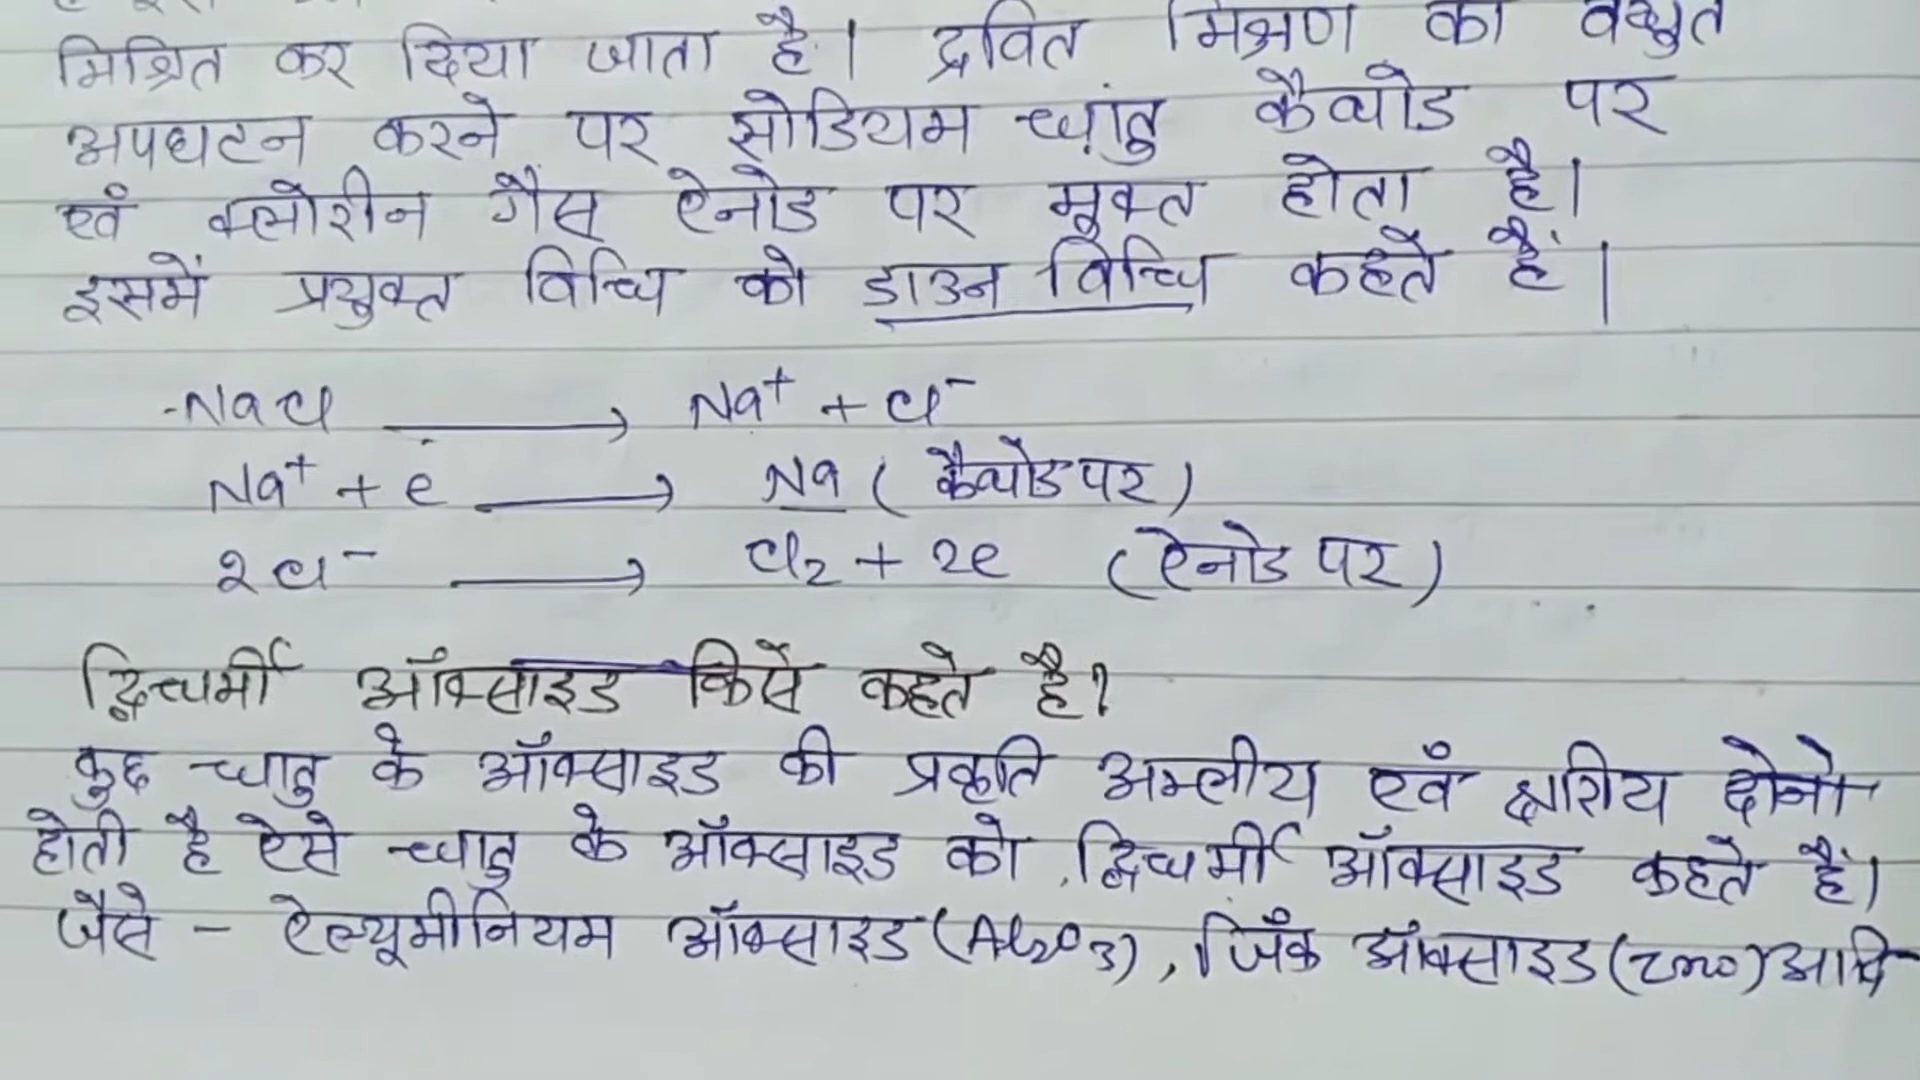 मिश्रित कर दिया जाता है। द्रवित मिश्रण का
अपघटन करने पर सोडियम धातु कैथोड पर
एवं क्लोरीन गैस ऐनोड पर मुक्त होता है।
इसमें प्रयुक्त विधि को डाउन विधि कहते हैं।
NaCl ⟶ Na⁺ + Cl⁻
Na⁺ + e ⟶ Na (कैथोड पर)
2Cl⁻ ⟶ Cl₂ + 2e (ऐनोड पर)
द्विधर्मी ऑक्साइड किसे कहते है?
कुछ धातु के ऑक्साइड की प्रकृति अम्लीय एवं क्षारिय दोनो
होती है ऐसे धातु के ऑक्साइड को द्विधर्मी ऑक्साइड कहते हैं।
जैसे - ऐल्यूमीनियम ऑक्साइड (Al₂O₃), जिंक ऑक्साइड (ZnO) आदि